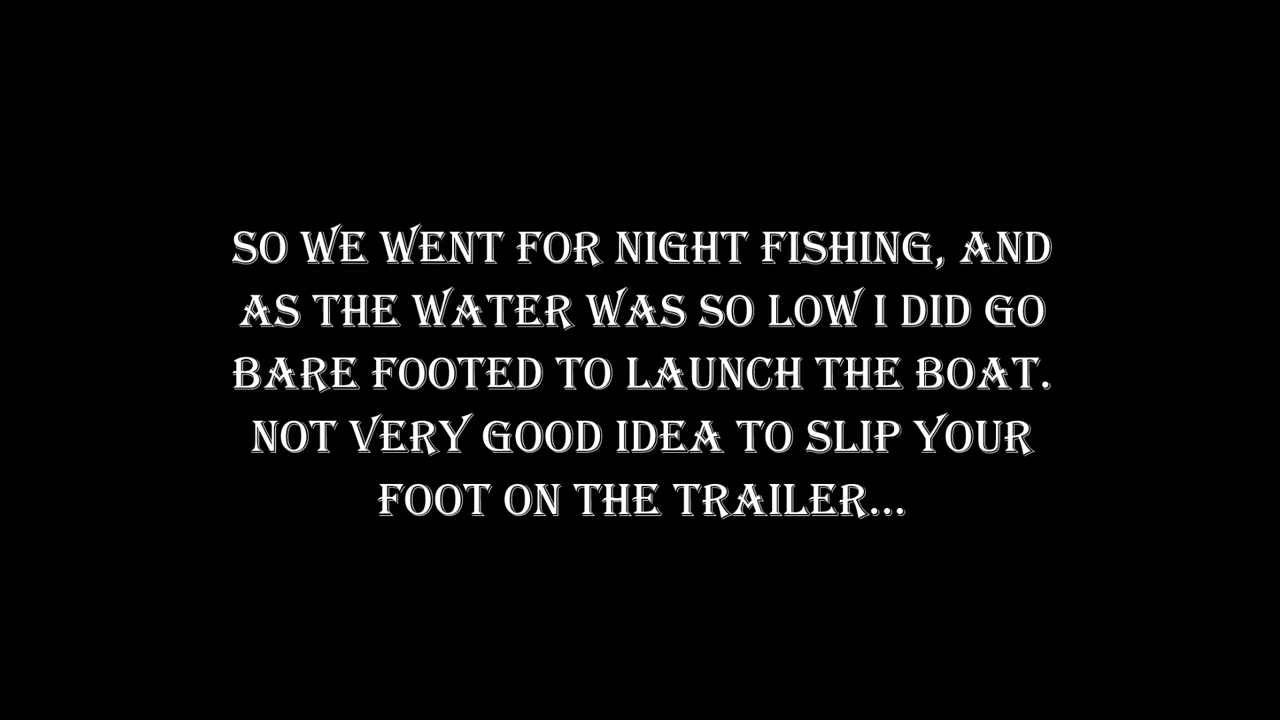 SO WE WENT FOR NIGHT FISHING, AND
AS THE WATER WAS SO LOW I DID GO
BARE FOOTED TO LAUNCH THE BOAT.
NOT VERY GOOD IDEA TO SLIP YOUR
FOOT ON THE TRAILER...